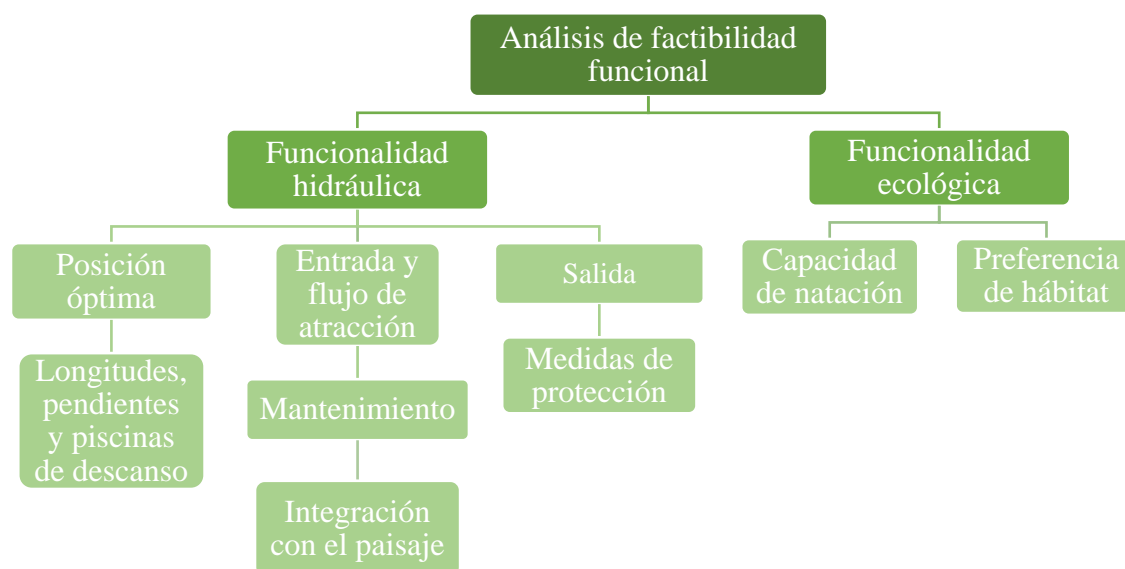 Análisis de factibilidad
funcional
Funcionalidad
hidráulica
Funcionalidad
ecológica
Posición
óptima
Entrada y
flujo de
atracción
Salida
Capacidad
de natación
Preferencia
de hábitat
Longitudes,
pendientes
y piscinas
de descanso
Mantenimiento
Medidas de
protección
Integración
con el paisaje